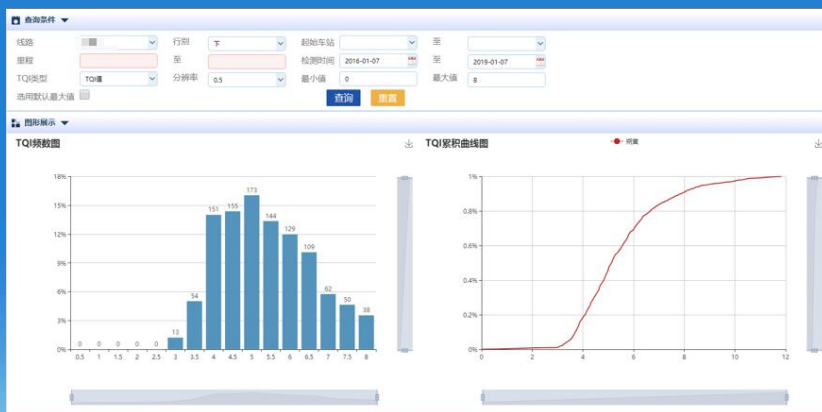 查询条件
线路 行别 下 起始车站 至
里程 至 检测时间 2016-01-07 至 2019-01-07
TQI类型 TQI值 分辨率 0.5 最小值 0 最大值 8
选用默认最大值 查询 重置
图形展示
TQI频数图
18%
15%
12%
9%
6%
3%
0%
0 0 0 0 0 13 54 151 155 173 144 129 109 62 50 38
0.5 1 1.5 2 2.5 3 3.5 4 4.5 5 5.5 6 6.5 7 7.5 8
TQI累积曲线图
1%
0.8%
0.6%
0.4%
0.2%
0%
0 2 4 6 8 10 12